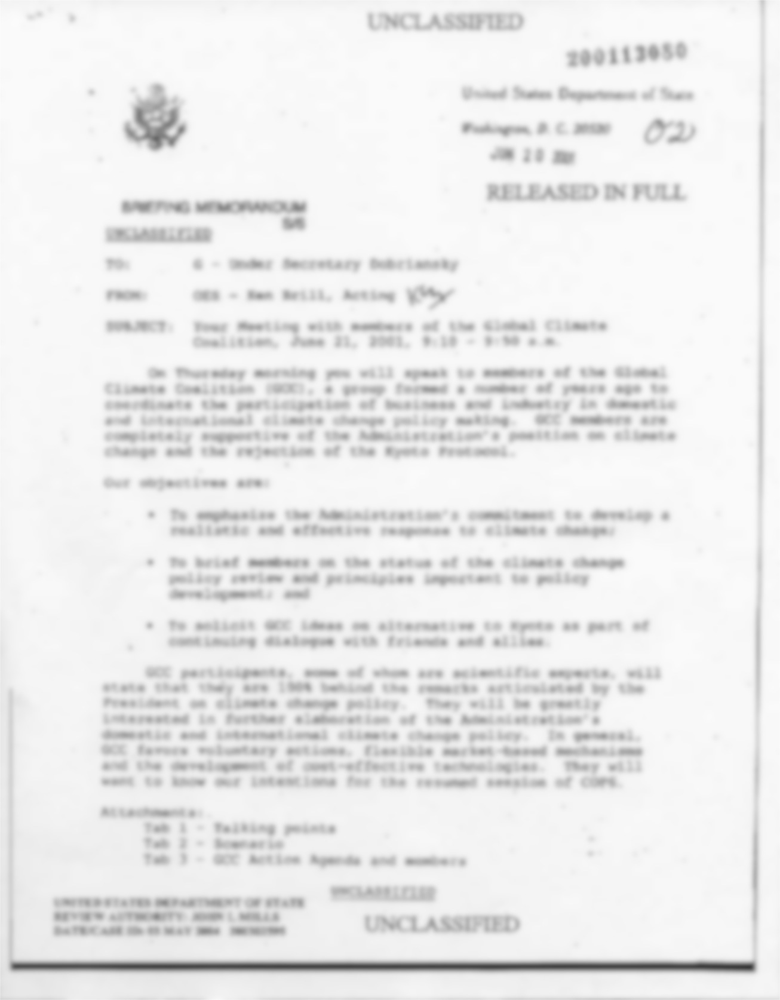 UNCLASSIFIED
200113050
United States Department of State
Washington, D. C. 20520
02
JUN 20 2001
RELEASED IN FULL
BRIEFING MEMORANDUM
S/S
UNCLASSIFIED
TO: G - Under Secretary Dobriansky
FROM: OES - Ken Brill, Acting
SUBJECT: Your Meeting with members of the Global Climate
Coalition, June 21, 2001, 9:10 - 9:50 a.m.
On Thursday morning you will speak to members of the Global
Climate Coalition (GCC), a group formed a number of years ago to
coordinate the participation of business and industry in domestic
and international climate change policy making. GCC members are
completely supportive of the Administration's position on climate
change and the rejection of the Kyoto Protocol.
Our objectives are:
• To emphasize the Administration's commitment to develop a
realistic and effective response to climate change;
• To brief members on the status of the climate change
policy review and principles important to policy
development; and
• To solicit GCC ideas on alternative to Kyoto as part of
continuing dialogue with friends and allies.
GCC participants, some of whom are scientific experts, will
state that they are 100% behind the remarks articulated by the
President on climate change policy. They will be greatly
interested in further elaboration of the Administration's
domestic and international climate change policy. In general,
GCC favors voluntary actions, flexible market-based mechanisms
and the development of cost-effective technologies. They will
want to know our intentions for the resumed session of COP6.
Attachments:
Tab 1 - Talking points
Tab 2 - Scenario
Tab 3 - GCC Action Agenda and members
UNCLASSIFIED
UNITED STATES DEPARTMENT OF STATE
REVIEW AUTHORITY: JOHN L MILLS
DATE/CASE ID: 05 MAY 2004
UNCLASSIFIED